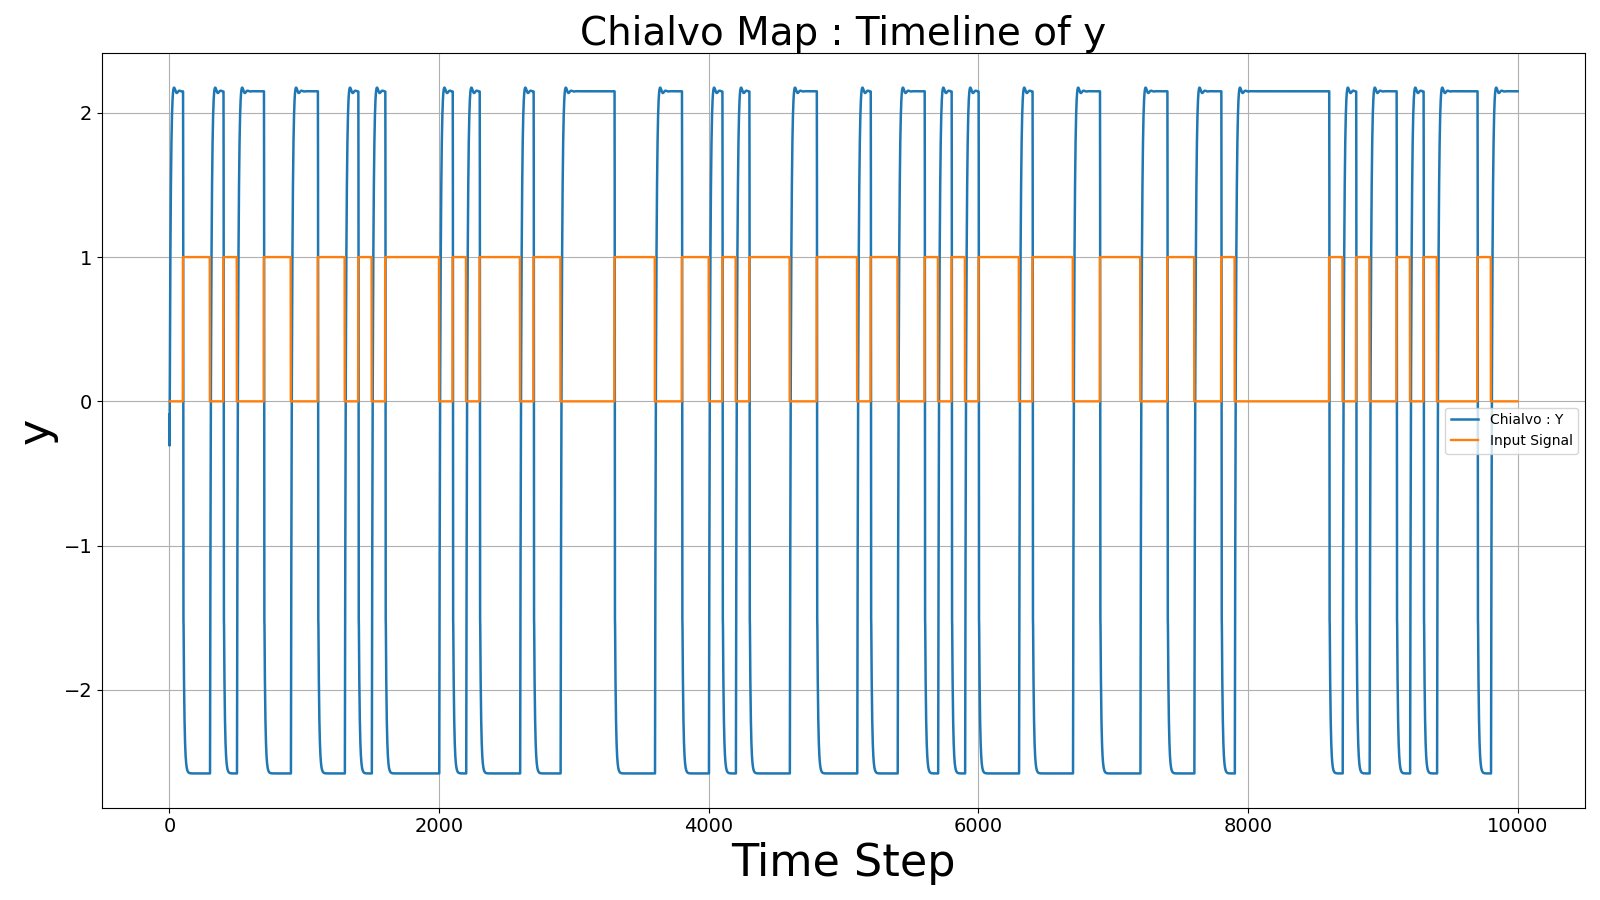 Chialvo Map : Timeline of y
y
2
1
0
−1
−2
Chialvo : Y
Input Signal
0 2000 4000 6000 8000 10000
Time Step